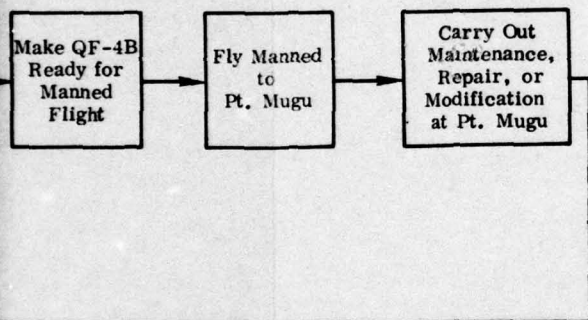 Make QF-4B
Ready for
Manned
Flight
Fly Manned
to
Pt. Mugu
Carry Out
Maintenance,
Repair, or
Modification
at Pt. Mugu